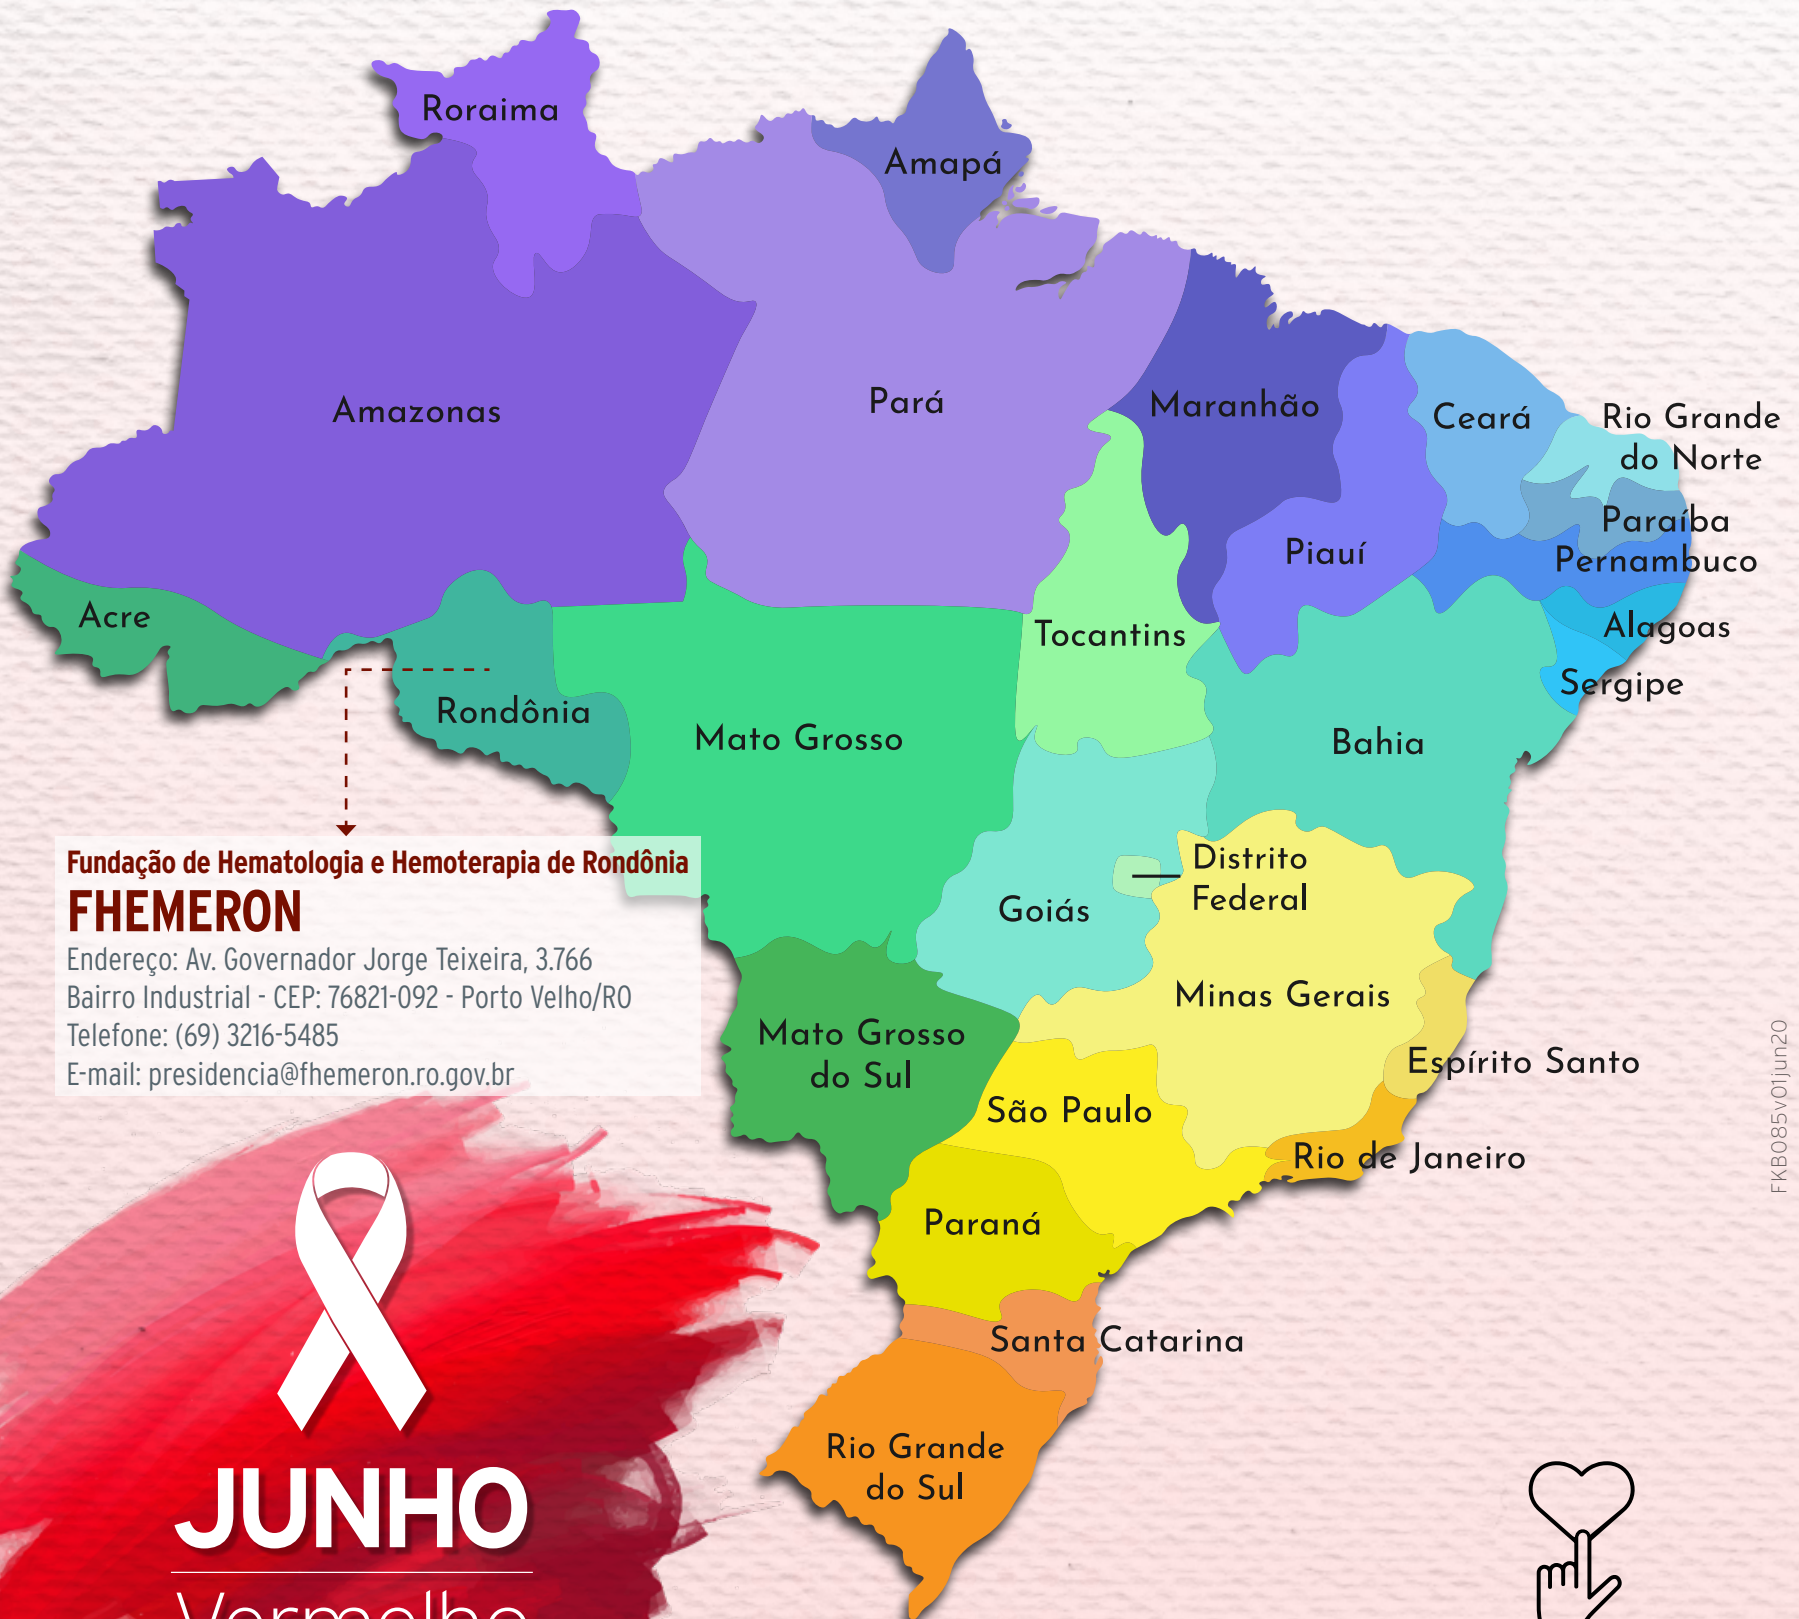 Roraima
Amapá
Amazonas
Pará
Maranhão
Ceará
Rio Grande
do Norte
Paraíba
Piauí
Pernambuco
Acre
Tocantins
Alagoas
Sergipe
Rondônia
Mato Grosso
Bahia
Distrito
Federal
Goiás
Fundação de Hematologia e Hemoterapia de Rondônia
FHEMERON
Endereço: Av. Governador Jorge Teixeira, 3.766
Bairro Industrial - CEP: 76821-092 - Porto Velho/RO
Telefone: (69) 3216-5485
E-mail: presidencia@fhemeron.ro.gov.br
Minas Gerais
Mato Grosso
do Sul
Espírito Santo
São Paulo
Rio de Janeiro
Paraná
Santa Catarina
Rio Grande
do Sul
FKB085v01jun20
JUNHO
Vermelho